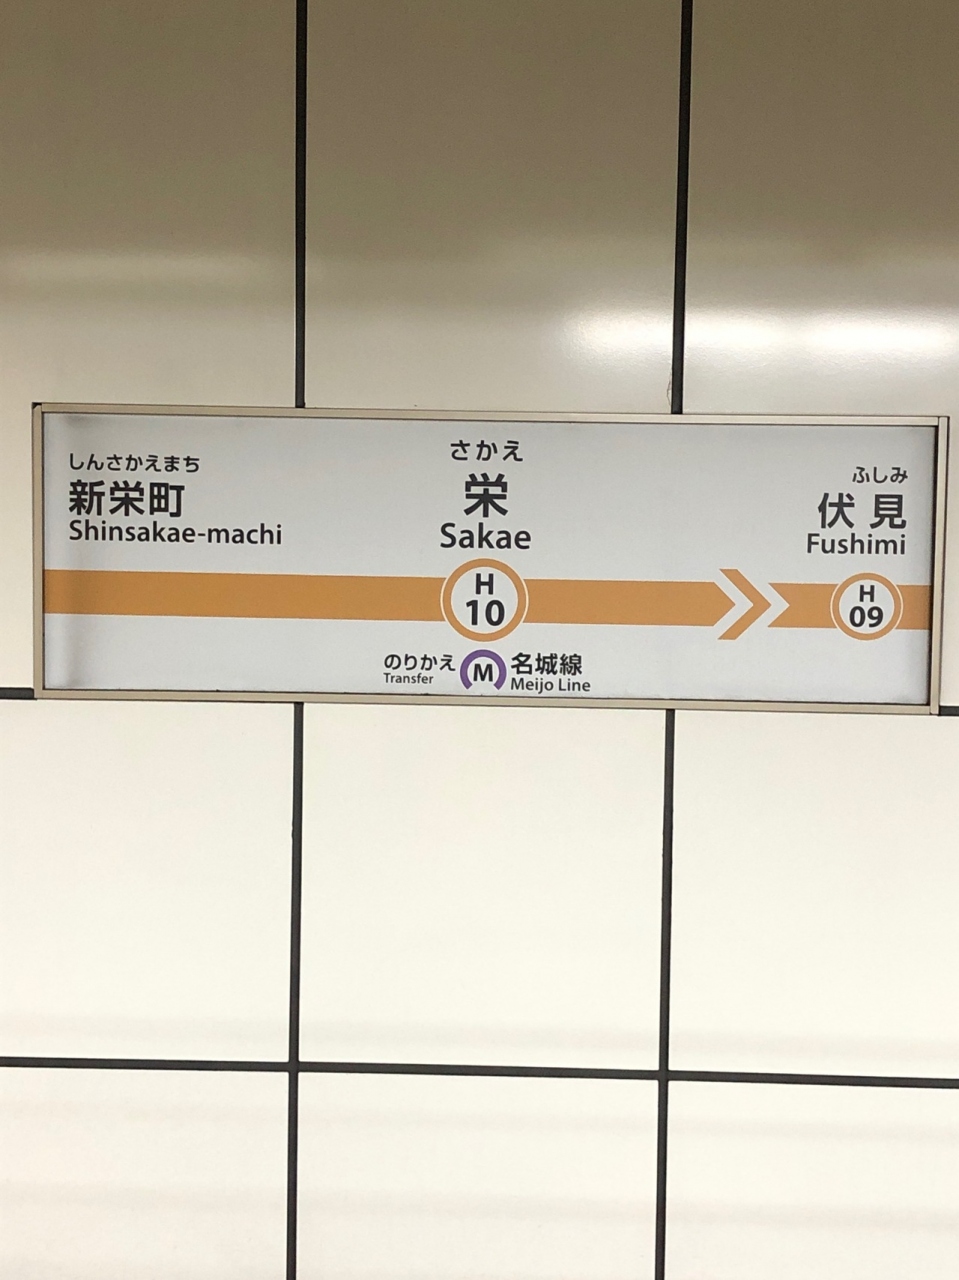 しんさかえまち
新栄町
Shinsakae-machi
さかえ
栄
Sakae
ふしみ
伏見
Fushimi
H
10
H
09
のりかえ
Transfer
M
名城線
Meijo Line